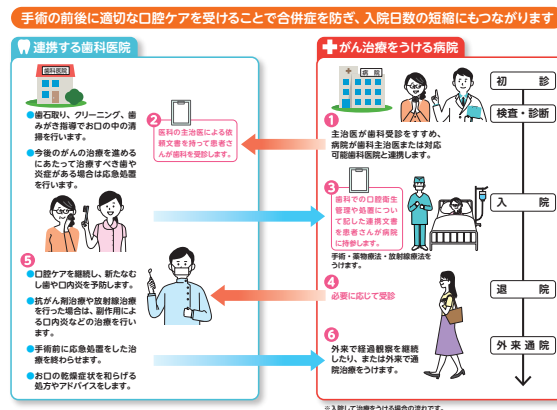 手術の前後に適切な口腔ケアを受けることで合併症を防ぎ、入院日数の短縮にもつながります
連携する歯科医院
歯科医院
●歯石取り、クリーニング、歯
みがき指導でお口の中の清
掃を行います。
●今後のがんの治療を進める
にあたって治療すべき歯や
炎症がある場合は応急処置
を行います。
2
医科の主治医による依
頼文書を持って患者さ
んが歯科を受診します。
5
●口腔ケアを継続し、新たなむ
し歯や口内炎を予防します。
●抗がん剤治療や放射線治療
を行った場合は、副作用によ
る口内炎などの治療を行い
ます。
●手術前に応急処置をした治
療を終わらせます。
●お口の乾燥症状を和らげる
処方やアドバイスをします。
がん治療をうける病院
病院
1
主治医が歯科受診をすすめ、
病院が歯科主治医または対応
可能歯科医院と連携します。
3
歯科での口腔衛生
管理や処置につい
て記した連携文書
を患者さんが病院
に持参します。
手術・薬物療法・放射線療法を
うけます。
4
必要に応じて受診
6
外来で経過観察を継続
したり、または外来で通
院治療をうけます。
初診
検査・診断
入院
退院
外来通院
※入院して治療をうける場合の流れです。